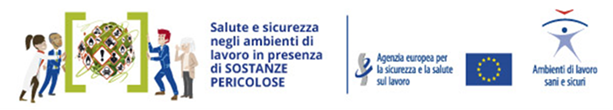 Salute e sicurezza
negli ambienti di
lavoro in presenza
di SOSTANZE
PERICOLOSE
Agenzia europea per
la sicurezza e la salute
sul lavoro
Ambienti di lavoro
sani e sicuri